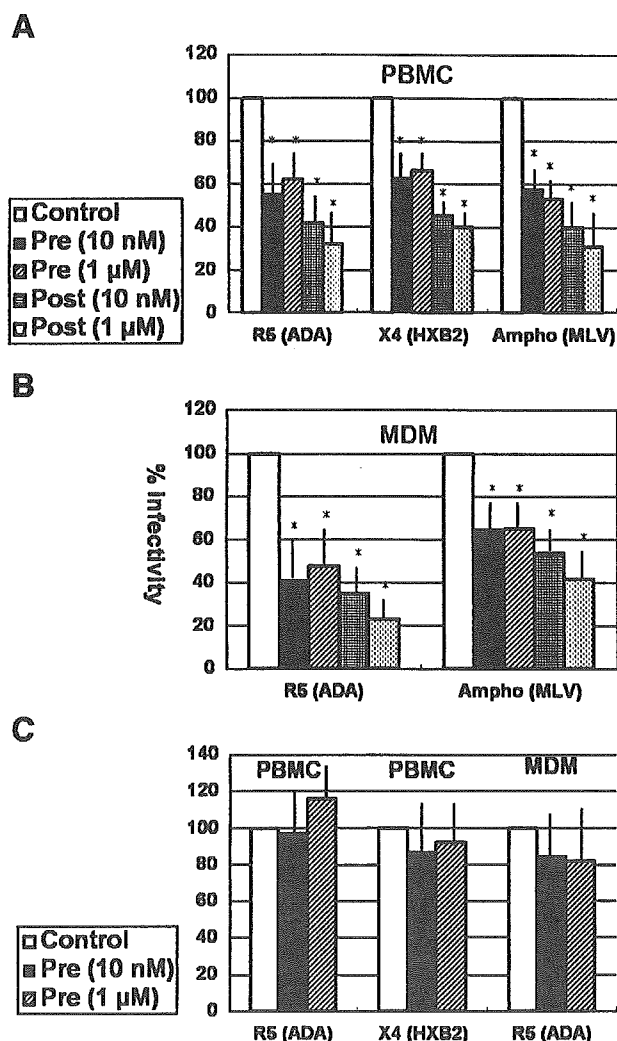 A
120
100
80
60
40
20
0
PBMC
* * * *
* * * *
* * * *
Control
Pre (10 nM)
Pre (1 µM)
Post (10 nM)
Post (1 µM)
R5 (ADA) X4 (HXB2) Ampho (MLV)
B
% Infectivity
120
100
80
60
40
20
0
MDM
* * * *
* * * *
R5 (ADA) Ampho (MLV)
C
140
120
100
80
60
40
20
0
PBMC PBMC MDM
Control
Pre (10 nM)
Pre (1 µM)
R5 (ADA) X4 (HXB2) R5 (ADA)